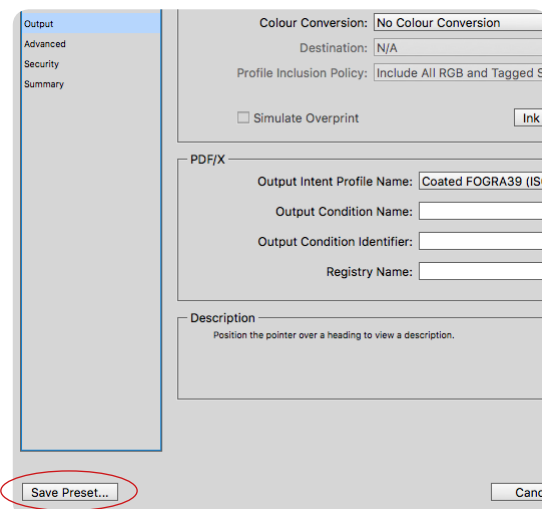 Output
Advanced
Security
Summary
Colour Conversion: No Colour Conversion
Destination: N/A
Profile Inclusion Policy: Include All RGB and Tagged S
Simulate Overprint
Ink
PDF/X
Output Intent Profile Name: Coated FOGRA39 (IS
Output Condition Name:
Output Condition Identifier:
Registry Name:
Description
Position the pointer over a heading to view a description.
Save Preset...
Canc